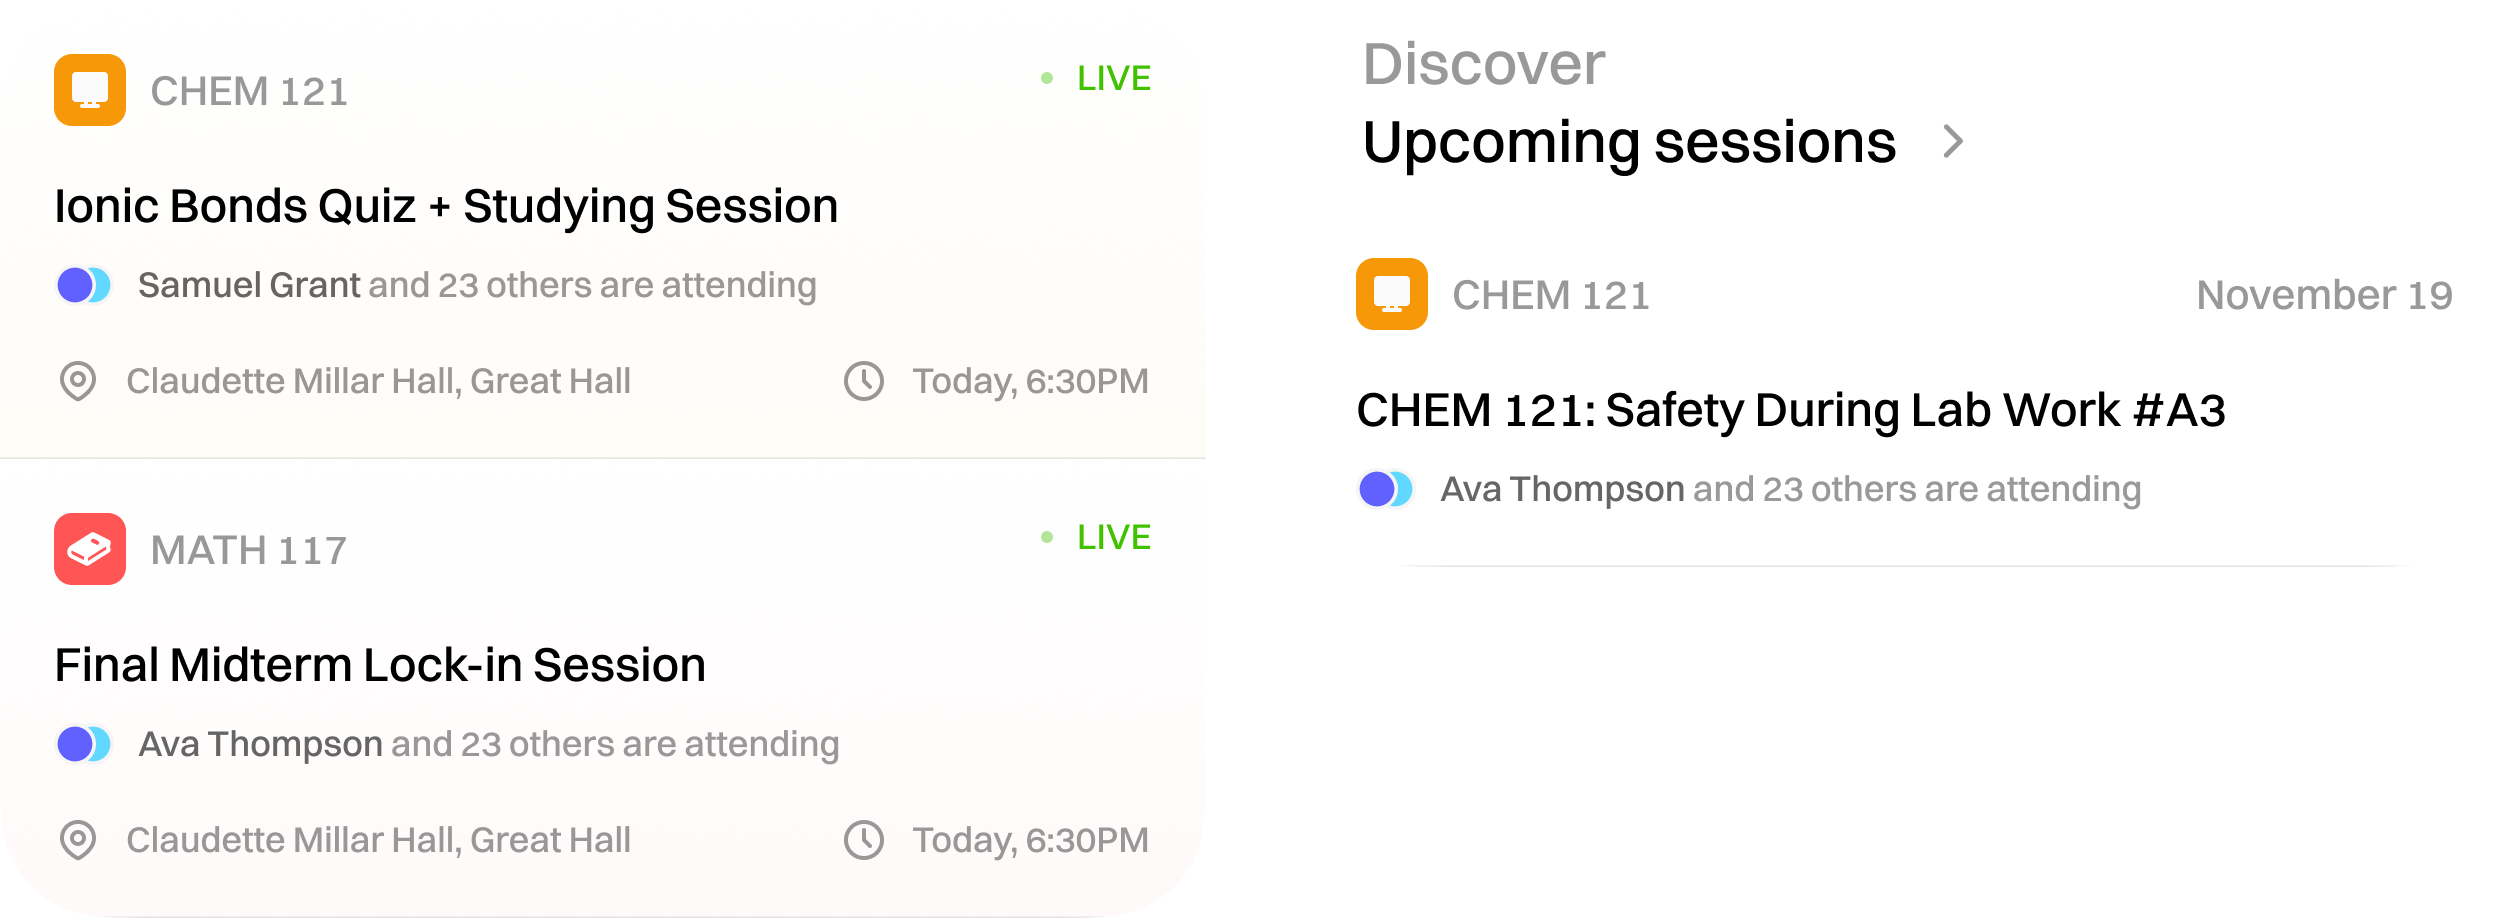 CHEM 121
LIVE
Ionic Bonds Quiz + Studying Session
Samuel Grant and 23 others are attending
Claudette Millar Hall, Great Hall
Today, 6:30PM
MATH 117
LIVE
Final Midterm Lock-in Session
Ava Thompson and 23 others are attending
Claudette Millar Hall, Great Hall
Today, 6:30PM
Discover
Upcoming sessions
CHEM 121
November 19
CHEM 121: Safety During Lab Work #A3
Ava Thompson and 23 others are attending